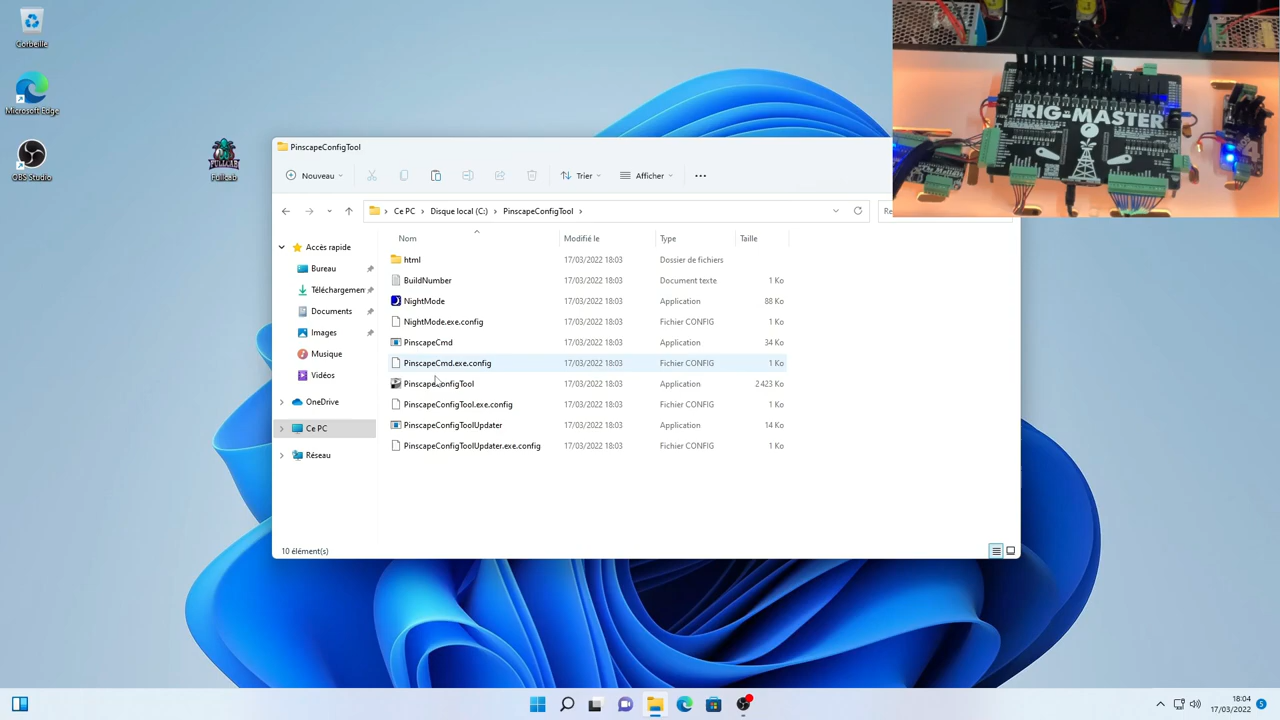 Corbeille
Microsoft Edge
OBS Studio
PinscapeConfigTool
Nouveau
Trier
Afficher
Ce PC
Disque local (C:)
PinscapeConfigTool
Re
Nom
Modifié le
Type
Taille
Accès rapide
Bureau
Téléchargemen
Documents
Images
Musique
Vidéos
OneDrive
Ce PC
Réseau
html 17/03/2022 18:03 Dossier de fichiers
BuildNumber 17/03/2022 18:03 Document texte 1 Ko
NightMode 17/03/2022 18:03 Application 88 Ko
NightMode.exe.config 17/03/2022 18:03 Fichier CONFIG 1 Ko
PinscapeCmd 17/03/2022 18:03 Application 34 Ko
PinscapeCmd.exe.config 17/03/2022 18:03 Fichier CONFIG 1 Ko
PinscapeConfigTool 17/03/2022 18:03 Application 2 423 Ko
PinscapeConfigTool.exe.config 17/03/2022 18:03 Fichier CONFIG 1 Ko
PinscapeConfigToolUpdater 17/03/2022 18:03 Application 14 Ko
PinscapeConfigToolUpdater.exe.config 17/03/2022 18:03 Fichier CONFIG 1 Ko
10 élément(s)
THE RIG-MASTER
18:04
17/03/2022
5